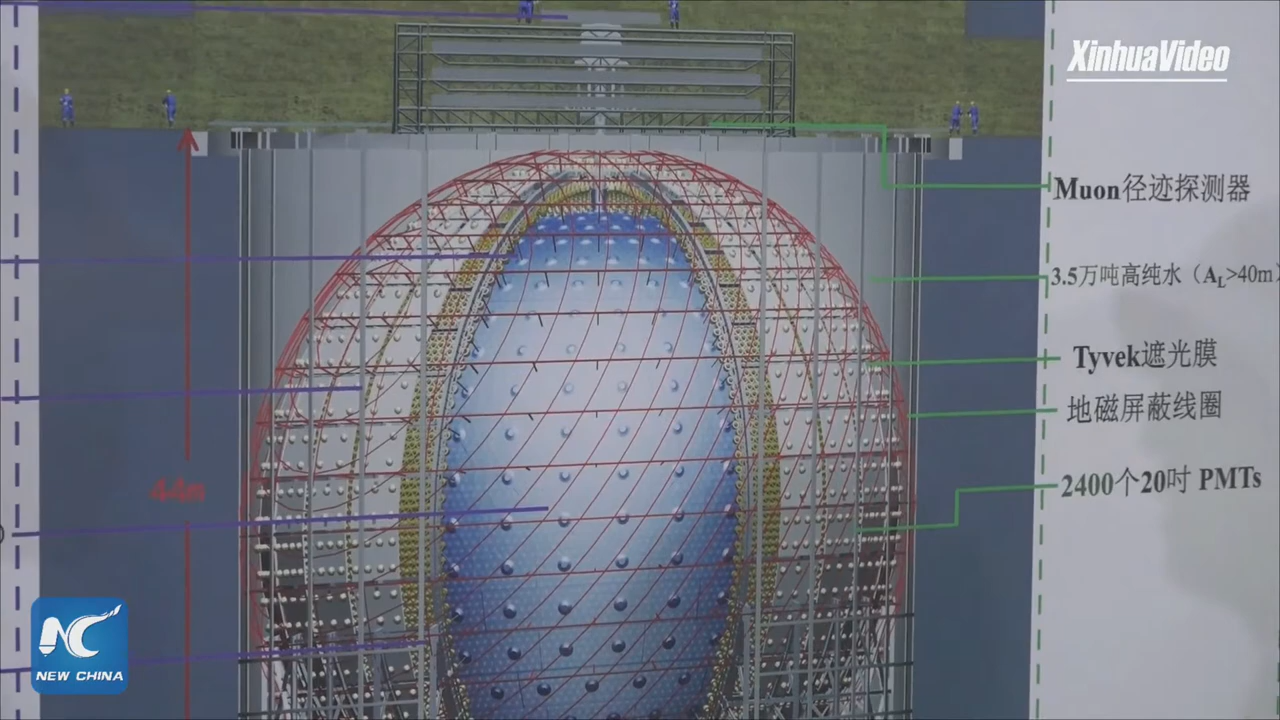 XinhuaVideo
Muon径迹探测器
3.5万吨高纯水（AL>40m）
Tyvek遮光膜
地磁屏蔽线圈
2400个20吋 PMTs
44m
NEW CHINA